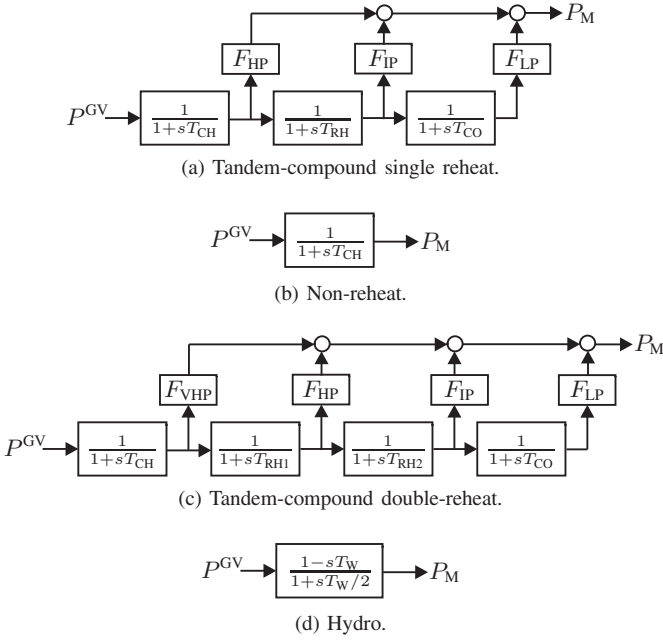 P_M
F_HP F_IP F_LP
P^GV 1/(1+sT_CH) 1/(1+sT_RH) 1/(1+sT_CO)
(a) Tandem-compound single reheat.
P^GV 1/(1+sT_CH) P_M
(b) Non-reheat.
P_M
F_VHP F_HP F_IP F_LP
P^GV 1/(1+sT_CH) 1/(1+sT_RH1) 1/(1+sT_RH2) 1/(1+sT_CO)
(c) Tandem-compound double-reheat.
P^GV (1−sT_W)/(1+sT_W/2) P_M
(d) Hydro.